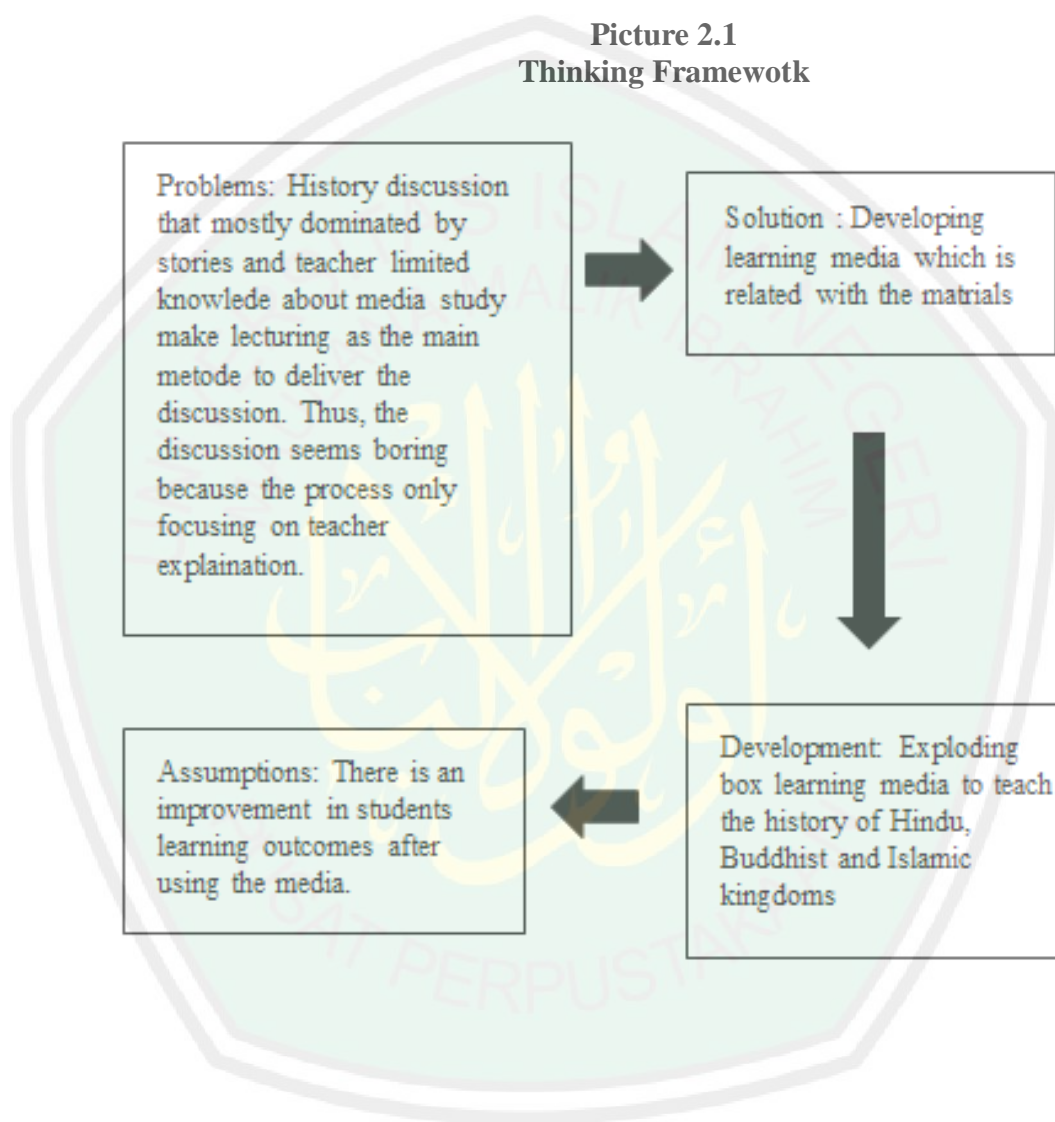 Picture 2.1
Thinking Framewotk
Problems: History discussion
that mostly dominated by
stories and teacher limited
knowlede about media study
make lecturing as the main
metode to deliver the
discussion. Thus, the
discussion seems boring
because the process only
focusing on teacher
explaination.
Solution : Developing
learning media which is
related with the matrials
Development: Exploding
box learning media to teach
the history of Hindu,
Buddhist and Islamic
kingdoms
Assumptions: There is an
improvement in students
learning outcomes after
using the media.